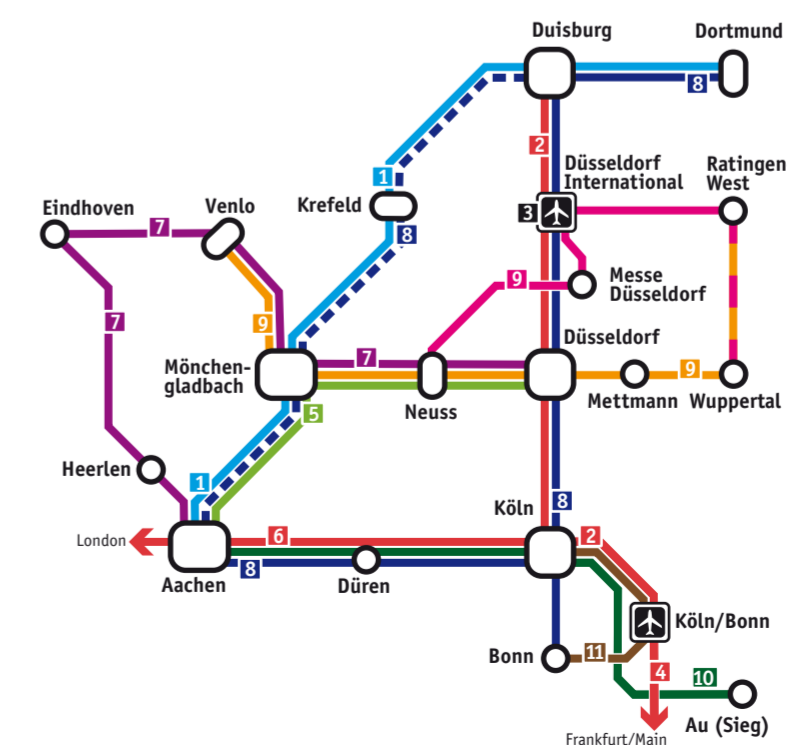 Duisburg
Dortmund
8
2
Düsseldorf
International
Ratingen
West
1
Krefeld
3
8
Eindhoven
7
Venlo
9
Messe
Düsseldorf
7
9
Düsseldorf
Mönchen-
gladbach
7
5
Neuss
Mettmann
9
Wuppertal
Heerlen
1
8
Köln
London
6
2
Aachen
8
Düren
Köln/Bonn
Bonn
11
4
10
Au (Sieg)
Frankfurt/Main